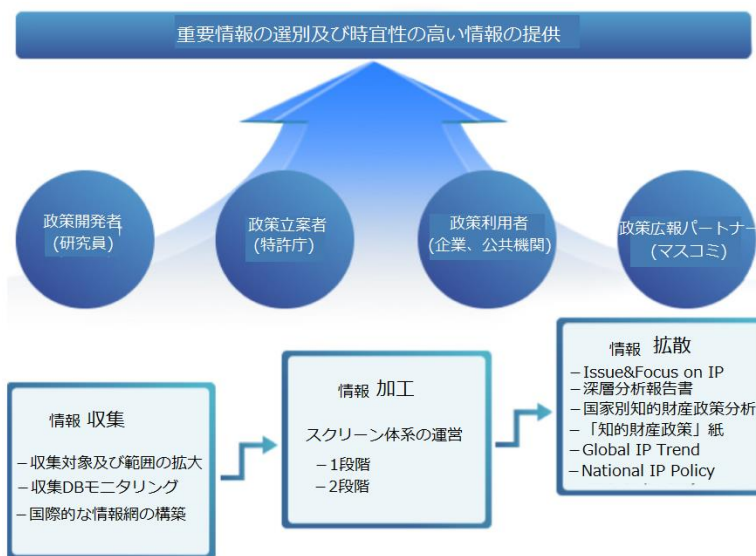 重要情報の選別及び時宜性の高い情報の提供
政策開発者
(研究員)
政策立案者
(特許庁)
政策利用者
(企業、公共機関)
政策広報パートナー
(マスコミ)
情報 収集
－収集対象及び範囲の拡大
－収集DBモニタリング
－国際的な情報網の構築
情報 加工
スクリーン体系の運営
－1段階
－2段階
情報 拡散
－Issue&Focus on IP
－深層分析報告書
－国家別知的財産政策分析
－「知的財産政策」紙
－Global IP Trend
－National IP Policy